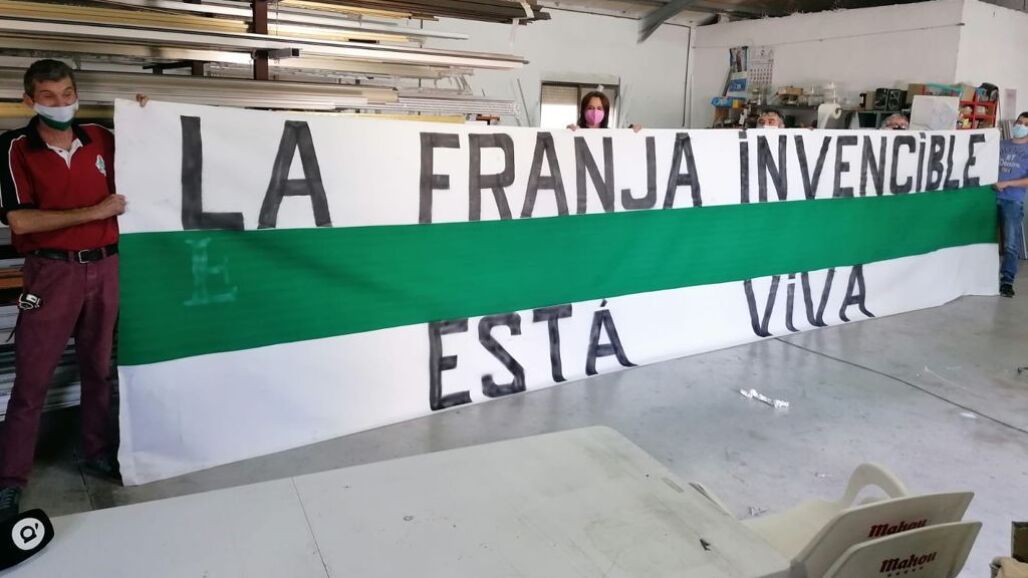 LA FRANJA INVENCIBLE
E
ESTÁ VIVA
Mahou
Mahou